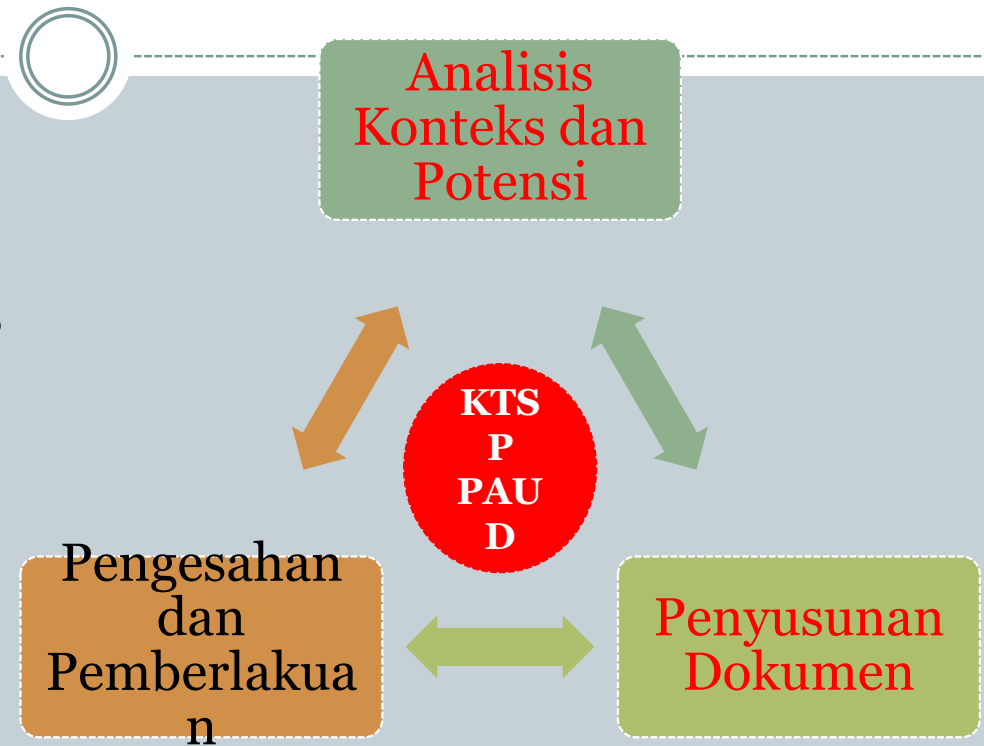 Analisis
Konteks dan
Potensi
KTS
P
PAU
D
Pengesahan
dan
Pemberlakua
n
Penyusunan
Dokumen